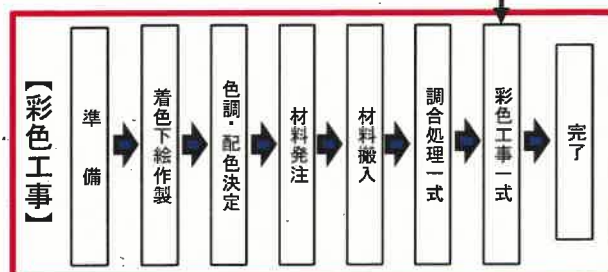 【彩色工事】
準備
着色下絵作製
色調・配色決定
材料発注
材料搬入
調合処理一式
彩色工事一式
完了